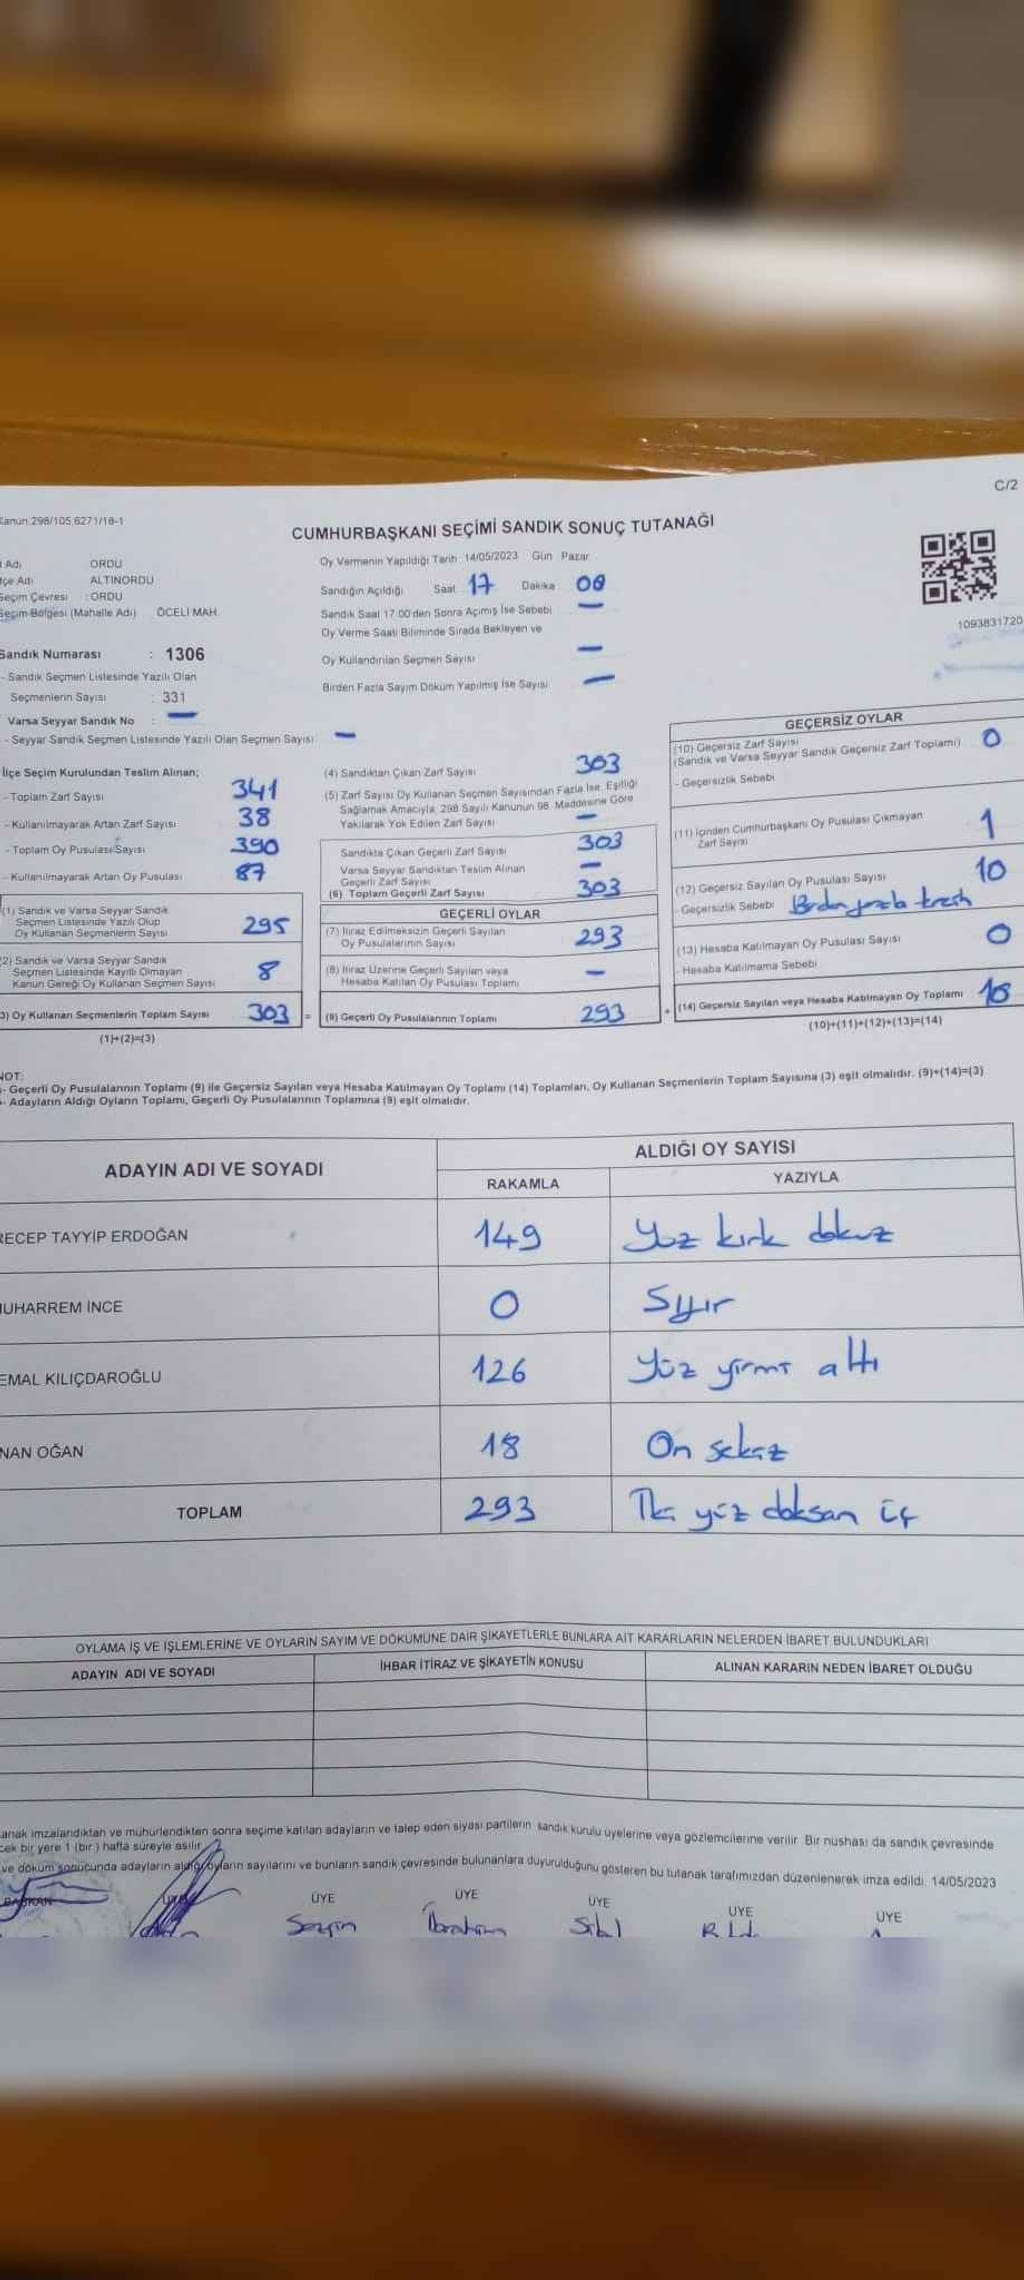 C/2
Kanun:298/105,6271/18-1
CUMHURBAŞKANI SEÇİMİ SANDIK SONUÇ TUTANAĞI
Adı ORDU
çe Adı ALTINORDU
Seçim Çevresi : ORDU
Seçim Bölgesi (Mahalle Adı) ÖCELİ MAH.
Sandık Numarası : 1306
- Sandık Seçmen Listesinde Yazılı Olan
Seçmenlerin Sayısı : 331
Varsa Seyyar Sandık No : —
- Seyyar Sandık Seçmen Listesinde Yazılı Olan Seçmen Sayısı —
Oy Vermenin Yapıldığı Tarih 14/05/2023 Gün Pazar
Sandığın Açıldığı Saat 17 Dakika 00
Sandık Saat 17.00'den Sonra Açımış İse Sebebi —
Oy Verme Saati Bitiminde Sırada Bekleyen ve
Oy Kullandırılan Seçmen Sayısı —
Birden Fazla Sayım Döküm Yapılmış İse Sayısı —
1093831720
İlçe Seçim Kurulundan Teslim Alınan;
- Toplam Zarf Sayısı 341
- Kullanılmayarak Artan Zarf Sayısı 38
- Toplam Oy Pusulası Sayısı 390
- Kullanılmayarak Artan Oy Pusulası 87
(1) Sandık ve Varsa Seyyar Sandık
Seçmen Listesinde Yazılı Olup
Oy Kullanan Seçmenlerin Sayısı 295
(2) Sandık ve Varsa Seyyar Sandık
Seçmen Listesinde Kayıtlı Olmayan
Kanun Gereği Oy Kullanan Seçmen Sayısı 8
3) Oy Kullanan Seçmenlerin Toplam Sayısı 303 =
(1)+(2)=(3)
(4) Sandıktan Çıkan Zarf Sayısı 303
(5) Zarf Sayısı Oy Kullanan Seçmen Sayısından Fazla İse, Eşitliği
Sağlamak Amacıyla, 298 Sayılı Kanunun 98. Maddesine Göre
Yakılarak Yok Edilen Zarf Sayısı —
Sandıkta Çıkan Geçerli Zarf Sayısı 303
Varsa Seyyar Sandıktan Teslim Alınan
Geçerli Zarf Sayısı —
(6) Toplam Geçerli Zarf Sayısı 303
GEÇERLİ OYLAR
(7) İtiraz Edilmeksizin Geçerli Sayılan
Oy Pusulalarının Sayısı 293
(8) İtiraz Üzerine Geçerli Sayılan veya
Hesaba Katılan Oy Pusulası Toplamı —
(9) Geçerli Oy Pusulalarının Toplamı 293 +
GEÇERSİZ OYLAR
(10) Geçersiz Zarf Sayısı
(Sandık ve Varsa Seyyar Sandık Geçersiz Zarf Toplamı) 0
- Geçersizlik Sebebi
(11) İçinden Cumhurbaşkanı Oy Pusulası Çıkmayan
Zarf Sayısı 1
(12) Geçersiz Sayılan Oy Pusulası Sayısı 10
- Geçersizlik Sebebi Birden fazla tercih
(13) Hesaba Katılmayan Oy Pusulası Sayısı 0
- Hesaba Katılmama Sebebi
(14) Geçersiz Sayılan veya Hesaba Katılmayan Oy Toplamı 10
(10)+(11)+(12)+(13)=(14)
NOT:
- Geçerli Oy Pusulalarının Toplamı (9) ile Geçersiz Sayılan veya Hesaba Katılmayan Oy Toplamı (14) Toplamları, Oy Kullanan Seçmenlerin Toplam Sayısına (3) eşit olmalıdır. (9)+(14)=(3)
- Adayların Aldığı Oyların Toplamı, Geçerli Oy Pusulalarının Toplamına (9) eşit olmalıdır.
ADAYIN ADI VE SOYADI
ALDIĞI OY SAYISI
RAKAMLA YAZIYLA
RECEP TAYYİP ERDOĞAN 149 Yüz kırk dokuz
MUHARREM İNCE 0 Sıfır
EMAL KILIÇDAROĞLU 126 Yüz yirmi altı
NAN OĞAN 18 On sekiz
TOPLAM 293 İki yüz doksan üç
OYLAMA İŞ VE İŞLEMLERİNE VE OYLARIN SAYIM VE DÖKÜMÜNE DAİR ŞİKAYETLERLE BUNLARA AİT KARARLARIN NELERDEN İBARET BULUNDUKLARI
ADAYIN ADI VE SOYADI İHBAR İTİRAZ VE ŞİKAYETİN KONUSU ALINAN KARARIN NEDEN İBARET OLDUĞU
anak imzalandıktan ve mühürlendikten sonra seçime katılan adayların ve talep eden siyasi partilerin sandık kurulu üyelerine veya gözlemcilerine verilir. Bir nüshası da sandık çevresinde
cek bir yere 1 (bir) hafta süreyle asılır.
ve döküm sonucunda adayların aldığı oyların sayılarını ve bunların sandık çevresinde bulunanlara duyurulduğunu gösteren bu tutanak tarafımızdan düzenlenerek imza edildi. 14/05/2023
BAŞKAN ÜYE ÜYE ÜYE ÜYE ÜYE
İbrahim Sibel